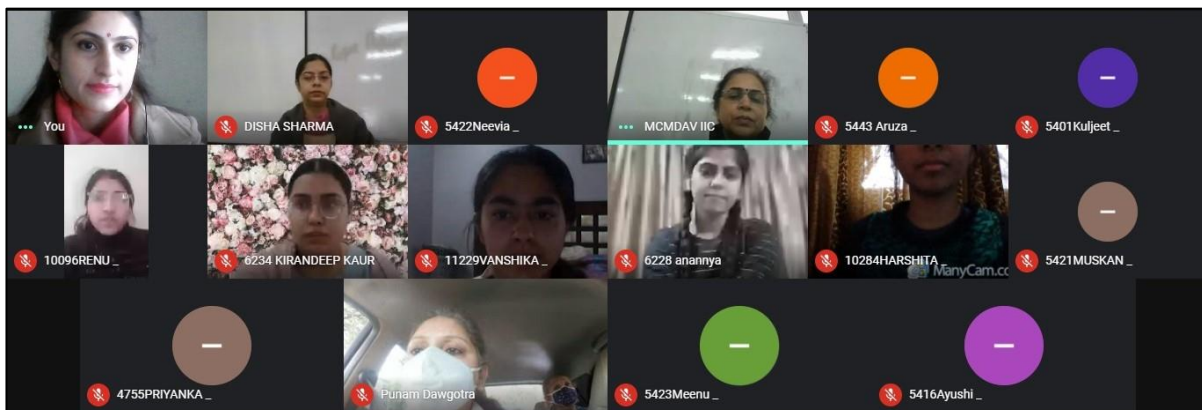 You
DISHA SHARMA
5422Neevia _
MCMDAV IIC
5443 Aruza _
5401Kuljeet _
10096RENU _
6234 KIRANDEEP KAUR
11229VANSHIKA _
6228 anannya
10284HARSHITA _
ManyCam.co
5421MUSKAN _
4755PRIYANKA _
Punam Dawgotra
5423Meenu _
5416Ayushi _